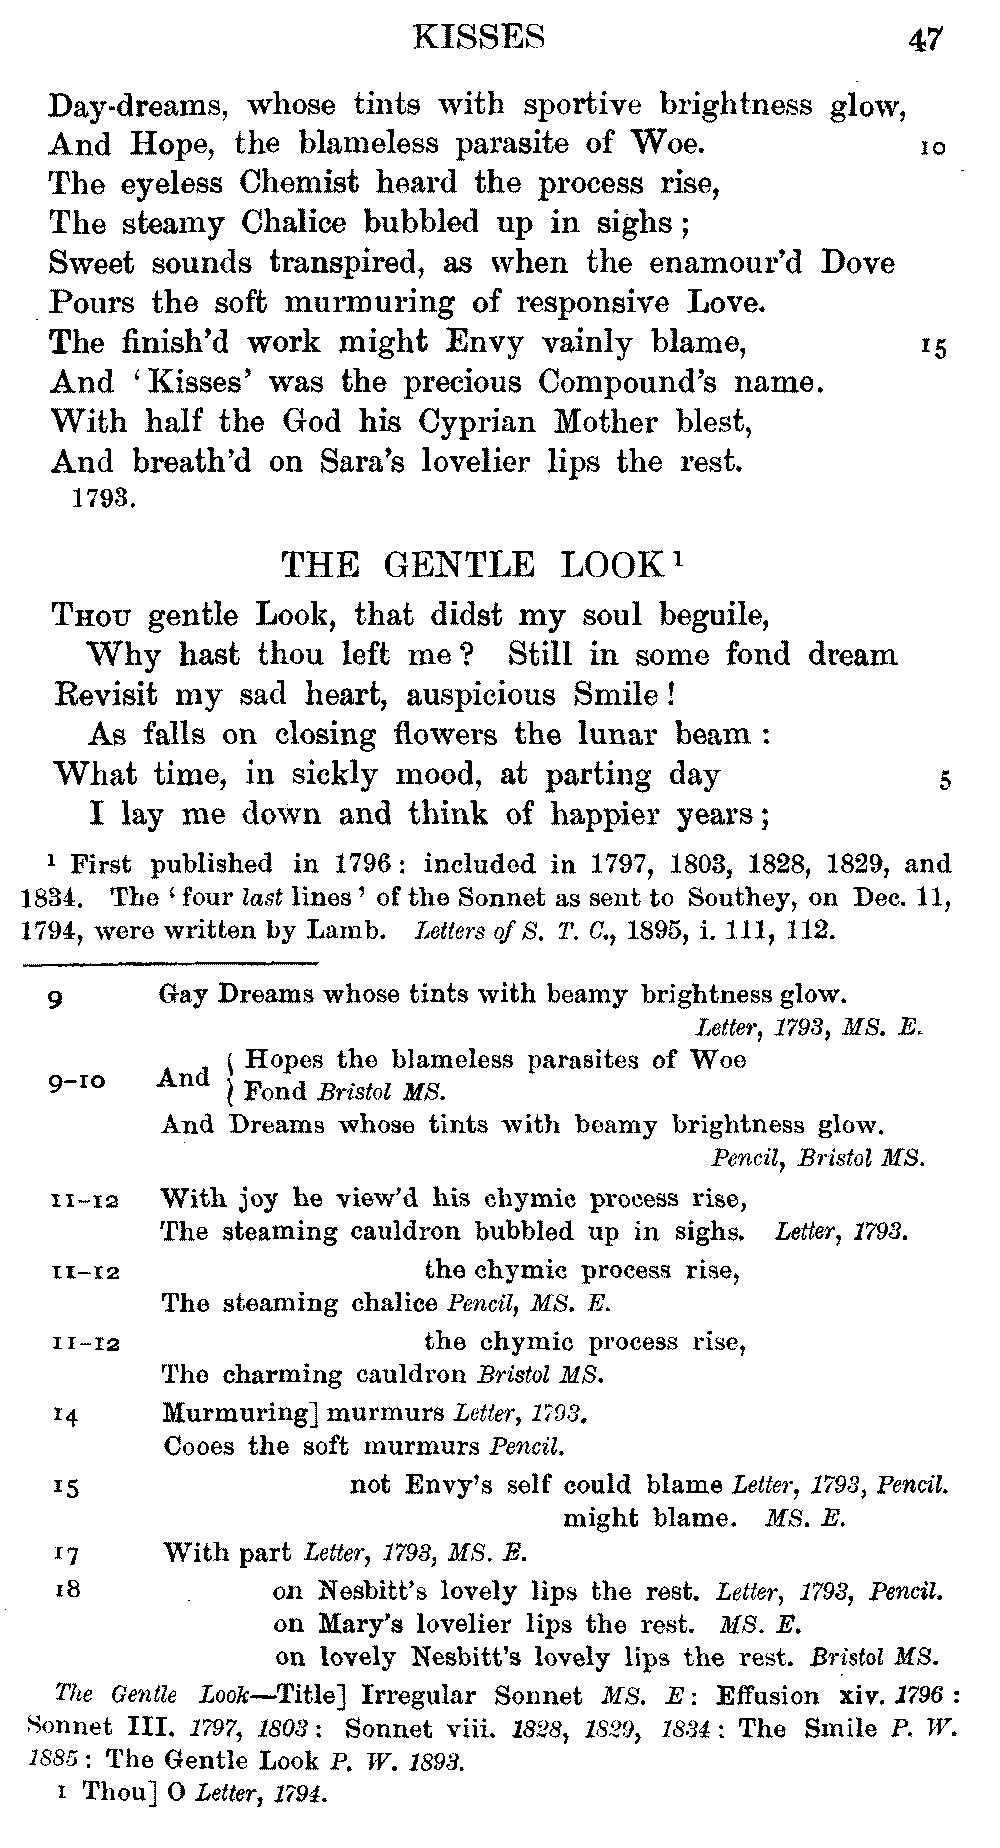 KISSES 47
Day-dreams, whose tints with sportive brightness glow,
And Hope, the blameless parasite of Woe. 10
The eyeless Chemist heard the process rise,
The steamy Chalice bubbled up in sighs;
Sweet sounds transpired, as when the enamour'd Dove
Pours the soft murmuring of responsive Love.
The finish'd work might Envy vainly blame, 15
And 'Kisses' was the precious Compound's name.
With half the God his Cyprian Mother blest,
And breath'd on Sara's lovelier lips the rest.
1793.
THE GENTLE LOOK¹
THOU gentle Look, that didst my soul beguile,
Why hast thou left me? Still in some fond dream
Revisit my sad heart, auspicious Smile!
As falls on closing flowers the lunar beam:
What time, in sickly mood, at parting day 5
I lay me down and think of happier years;
¹ First published in 1796: included in 1797, 1803, 1828, 1829, and
1834. The 'four last lines' of the Sonnet as sent to Southey, on Dec. 11,
1794, were written by Lamb. Letters of S. T. C., 1895, i. 111, 112.
9 Gay Dreams whose tints with beamy brightness glow.
Letter, 1793, MS. E.
9-10 And { Hopes the blameless parasites of Woe
Fond Bristol MS.
And Dreams whose tints with beamy brightness glow.
Pencil, Bristol MS.
11-12 With joy he view'd his chymic process rise,
The steaming cauldron bubbled up in sighs. Letter, 1793.
11-12 the chymic process rise,
The steaming chalice Pencil, MS. E.
11-12 the chymic process rise,
The charming cauldron Bristol MS.
14 Murmuring] murmurs Letter, 1793.
Cooes the soft murmurs Pencil.
15 not Envy's self could blame Letter, 1793, Pencil.
might blame. MS. E.
17 With part Letter, 1793, MS. E.
18 on Nesbitt's lovely lips the rest. Letter, 1793, Pencil.
on Mary's lovelier lips the rest. MS. E.
on lovely Nesbitt's lovely lips the rest. Bristol MS.
The Gentle Look—Title] Irregular Sonnet MS. E: Effusion xiv. 1796:
Sonnet III. 1797, 1803: Sonnet viii. 1828, 1829, 1834: The Smile P. W.
1885: The Gentle Look P. W. 1893.
1 Thou] O Letter, 1794.